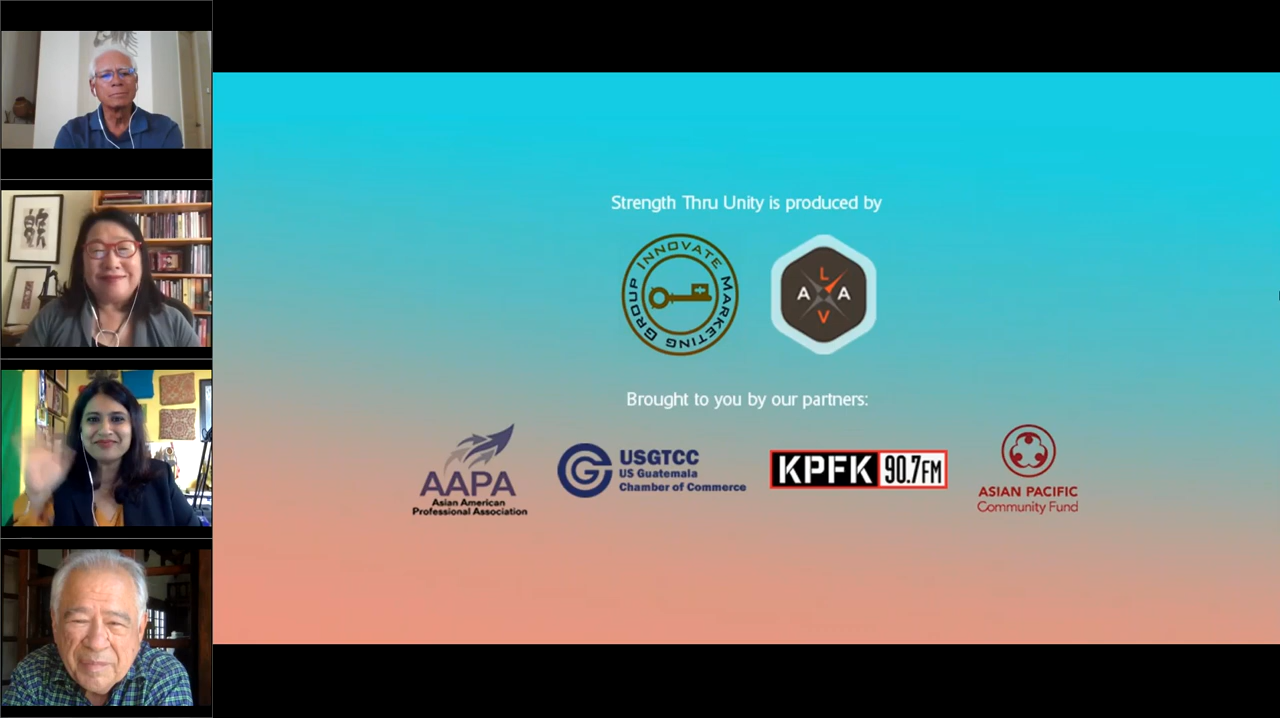 Strength Thru Unity is produced by
INNOVATE MARKETING GROUP
L
A A
V
Brought to you by our partners:
AAPA
Asian American
Professional Association
USGTCC
US Guatemala
Chamber of Commerce
KPFK 90.7FM
ASIAN PACIFIC
Community Fund